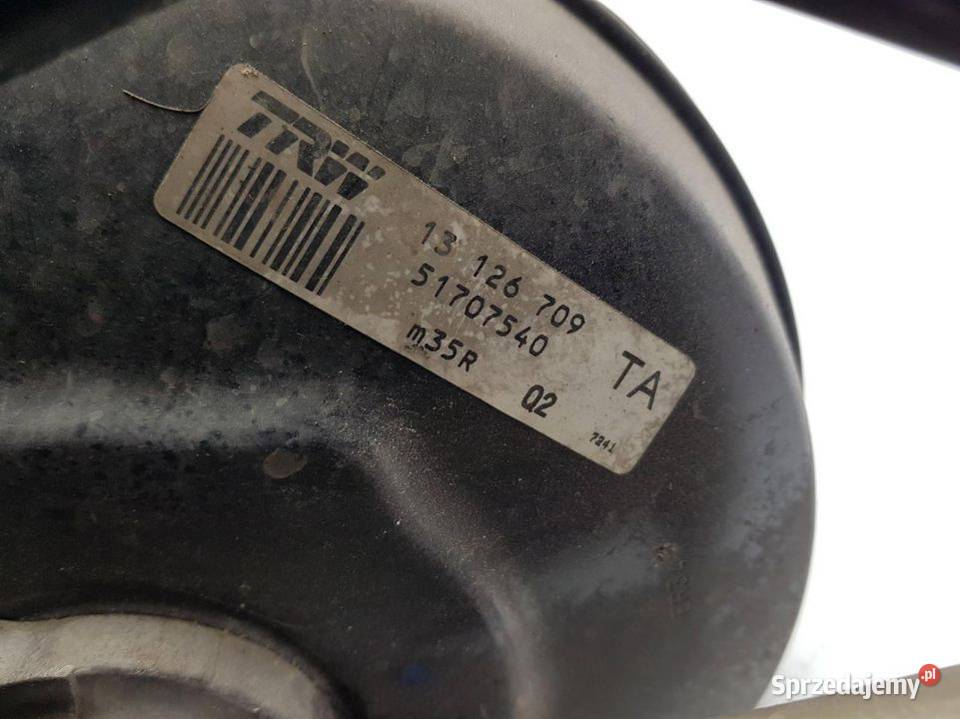 TRW
13 126 709
51707540
m35R Q2
TA
7241
Sprzedajemy.pl